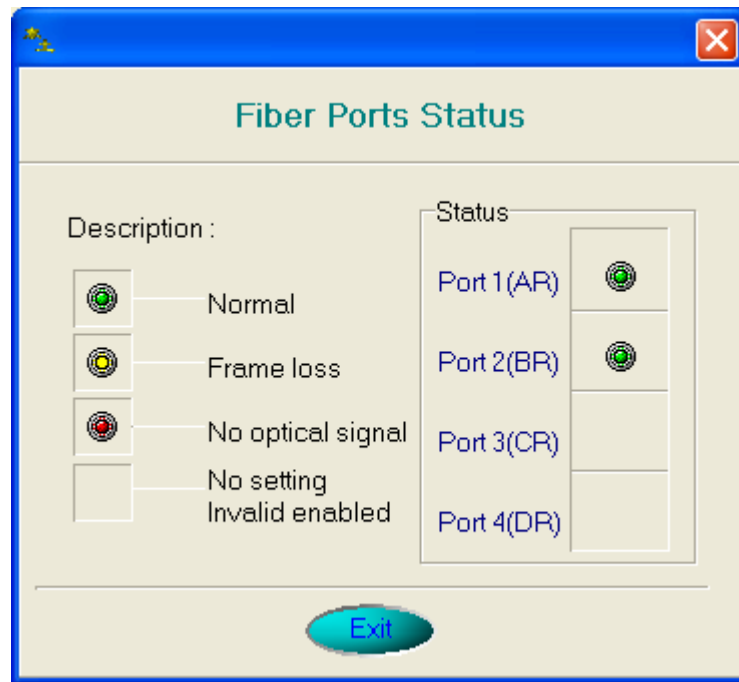 Fiber Ports Status
Description :
Normal
Frame loss
No optical signal
No setting
Invalid enabled
Status
Port 1(AR)
Port 2(BR)
Port 3(CR)
Port 4(DR)
Exit